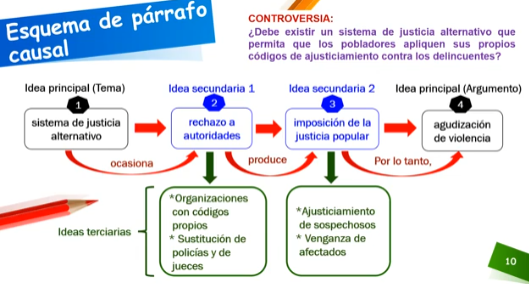 Esquema de párrafo
causal
CONTROVERSIA:
¿Debe existir un sistema de justicia alternativo que
permita que los pobladores apliquen sus propios
códigos de ajusticiamiento contra los delincuentes?
Idea principal (Tema)
Idea secundaria 1
Idea secundaria 2
Idea principal (Argumento)
1
2
3
4
sistema de justicia
alternativo
rechazo a
autoridades
imposición de la
justicia popular
agudización
de violencia
ocasiona
produce
Por lo tanto,
Ideas terciarias
*Organizaciones
con códigos
propios
* Sustitución de
policías y de
jueces
*Ajusticiamiento
de sospechosos
* Venganza de
afectados
10